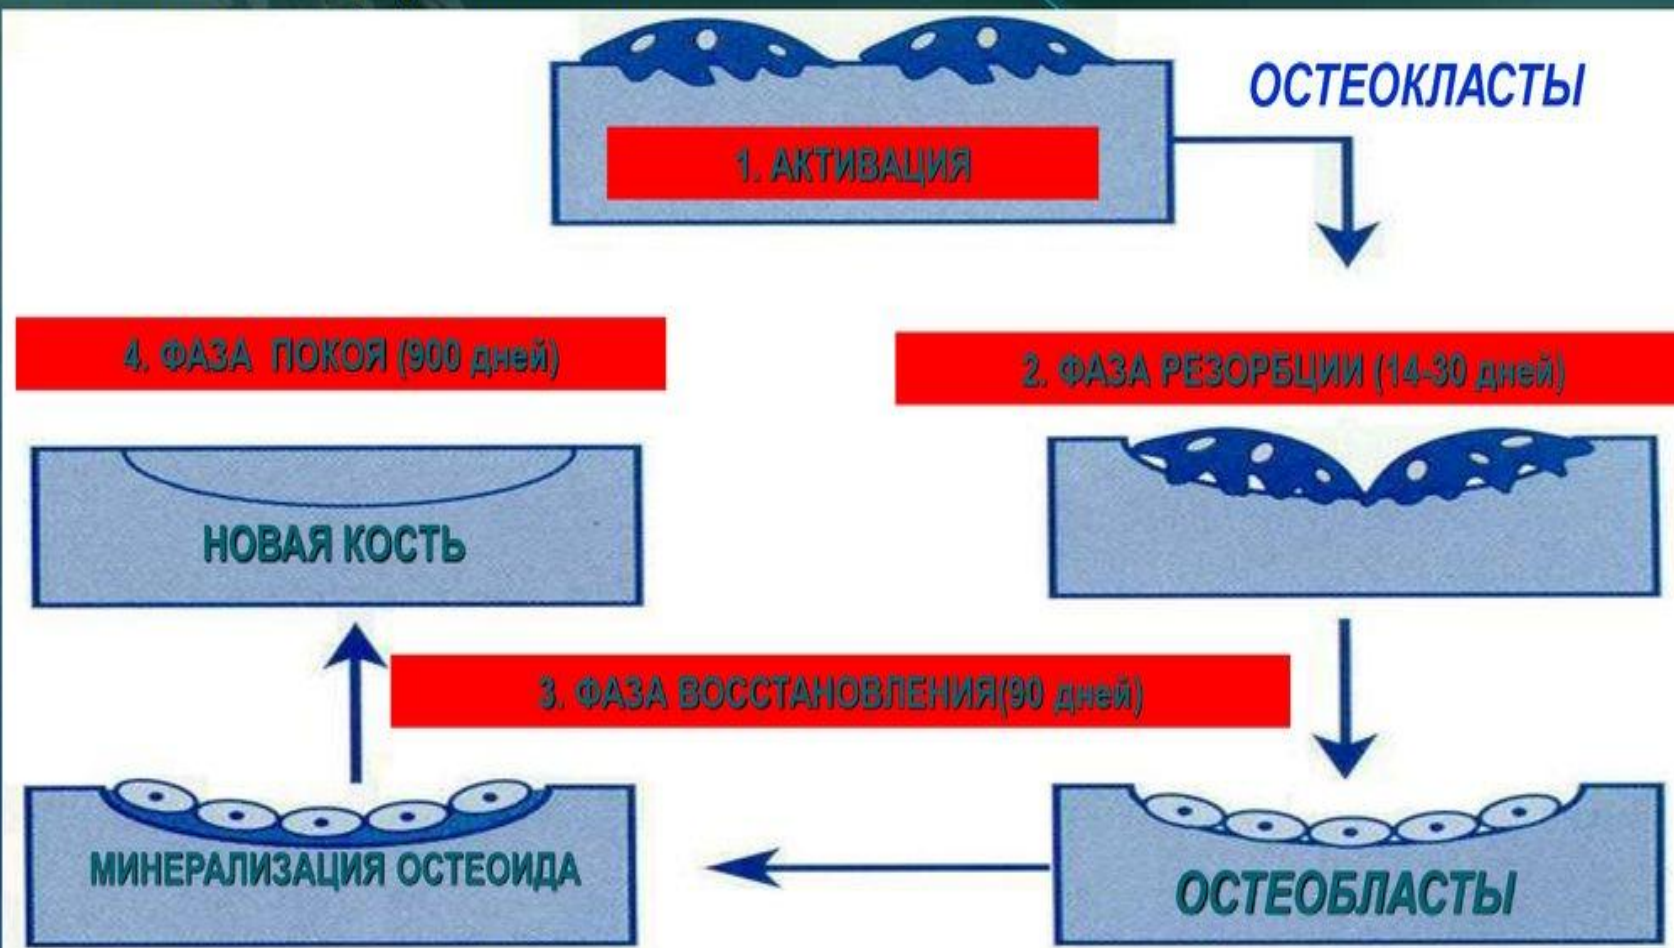 ОСТЕОКЛАСТЫ
1. АКТИВАЦИЯ
4. ФАЗА ПОКОЯ (900 дней)
2. ФАЗА РЕЗОРБЦИИ (14-30 дней)
НОВАЯ КОСТЬ
3. ФАЗА ВОССТАНОВЛЕНИЯ(90 дней)
МИНЕРАЛИЗАЦИЯ ОСТЕОИДА
ОСТЕОБЛАСТЫ